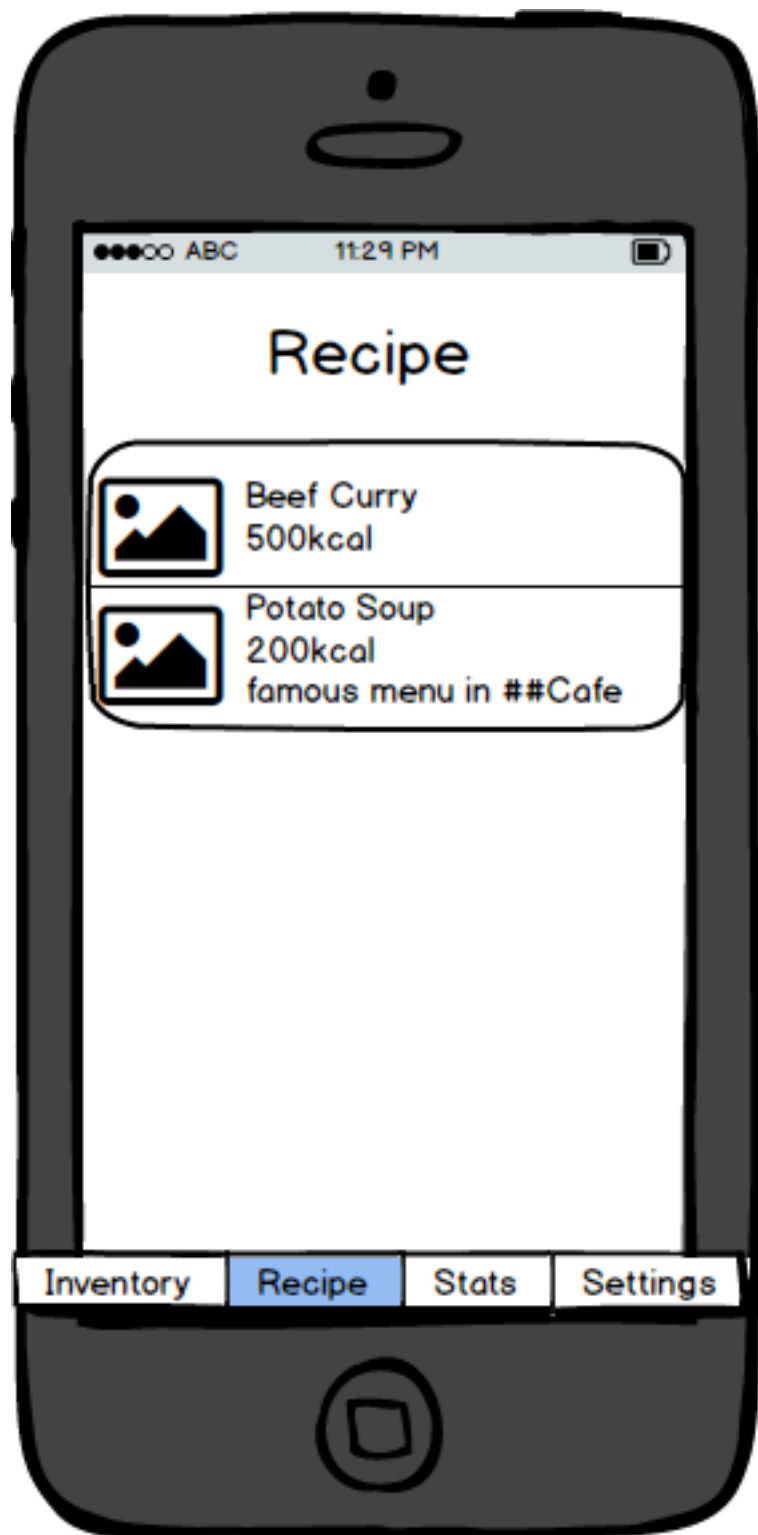 ABC 11:29 PM
Recipe
Beef Curry
500kcal
Potato Soup
200kcal
famous menu in ##Cafe
Inventory Recipe Stats Settings